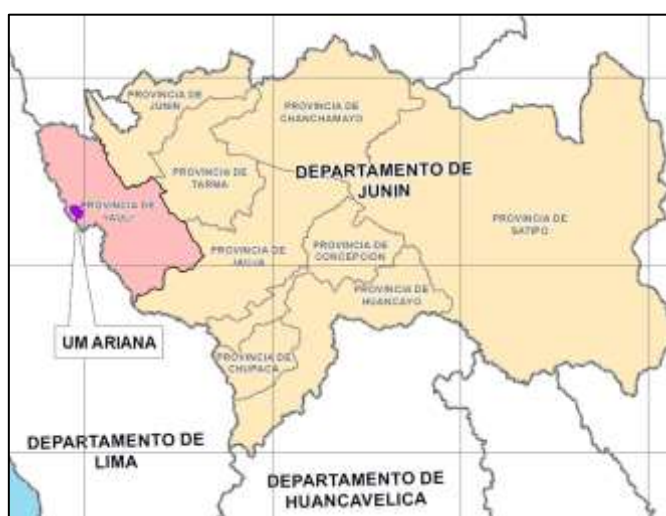 PROVINCIA DE
JUNIN
PROVINCIA DE
CHANCHAMAYO
DEPARTAMENTO DE
JUNIN
PROVINCIA DE
TARMA
PROVINCIA DE
YAULI
PROVINCIA DE
SATIPO
PROVINCIA DE
JAUJA
PROVINCIA DE
CONCEPCION
PROVINCIA DE
HUANCAYO
UM ARIANA
PROVINCIA DE
CHUPACA
DEPARTAMENTO DE
LIMA
DEPARTAMENTO DE
HUANCAVELICA